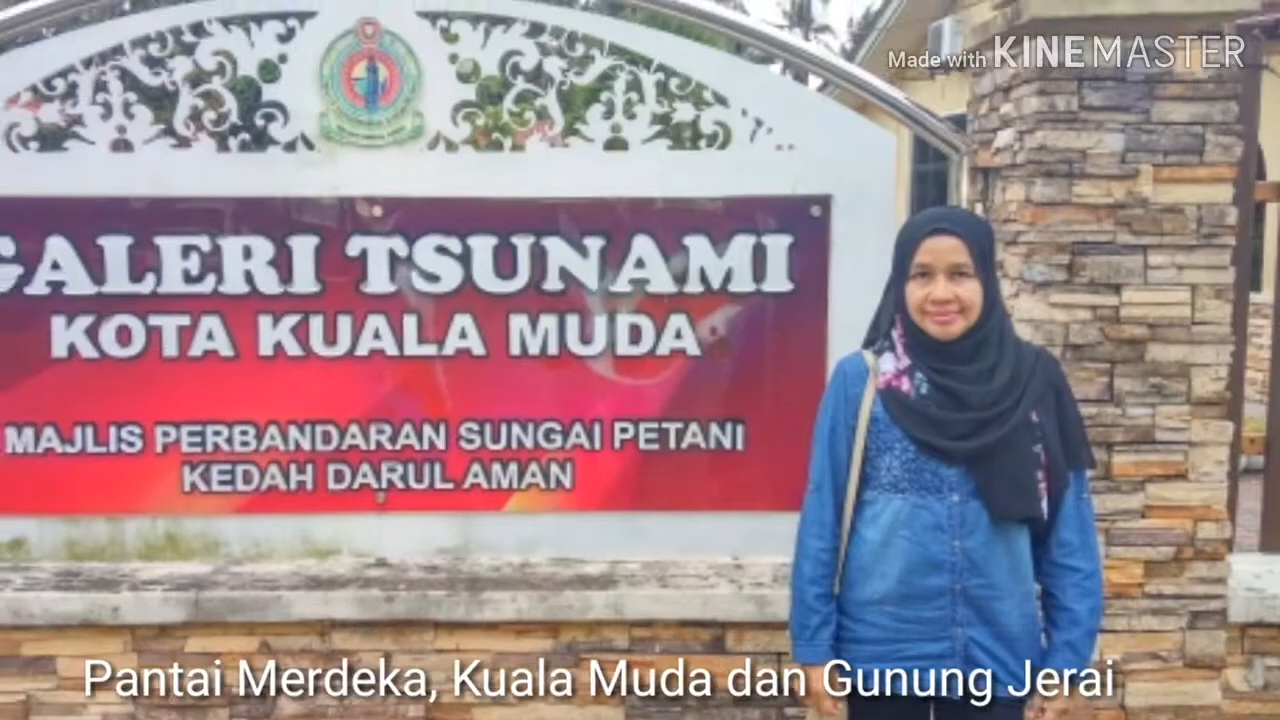 Made with KINEMASTER
GALERI TSUNAMI
KOTA KUALA MUDA
MAJLIS PERBANDARAN SUNGAI PETANI
KEDAH DARUL AMAN
Pantai Merdeka, Kuala Muda dan Gunung Jerai